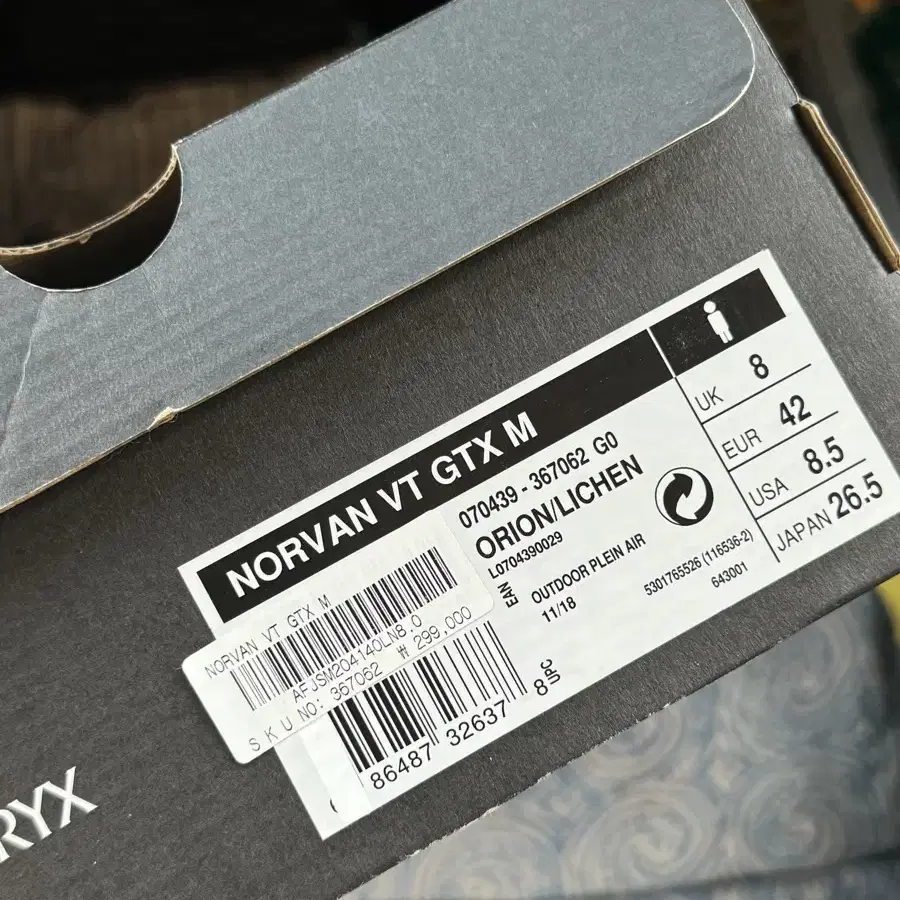 NORVAN VT GTX M
UK 8
EUR 42
USA 8.5
JAPAN 26.5
070439 - 367062 G0
ORION/LICHEN
L0704390029
EAN
OUTDOOR PLEIN AIR
11/18
5301765526 (116536-2)
643001
NORVAN VT GTX M
AFJSM20414OLN8.0
SKU NO: 367062 ₩ 299,000
86487 32637 8
UPC
RYX